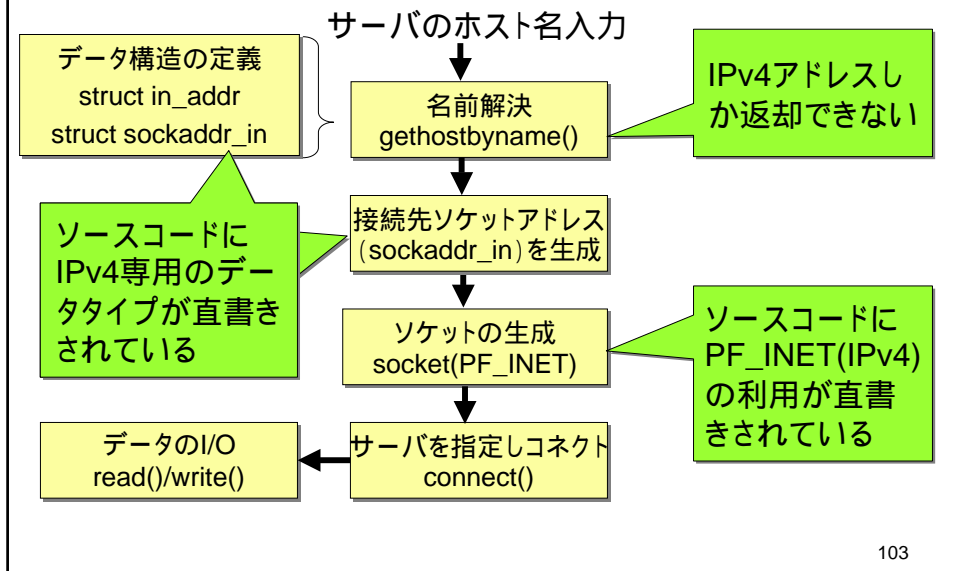 サーバのホスト名入力
データ構造の定義
struct in_addr
struct sockaddr_in
名前解決
gethostbyname()
IPv4アドレスし
か返却できない
接続先ソケットアドレス
(sockaddr_in)を生成
ソースコードに
IPv4専用のデー
タタイプが直書き
されている
ソケットの生成
socket(PF_INET)
ソースコードに
PF_INET(IPv4)
の利用が直書
きされている
サーバを指定しコネクト
connect()
データのI/O
read()/write()
103